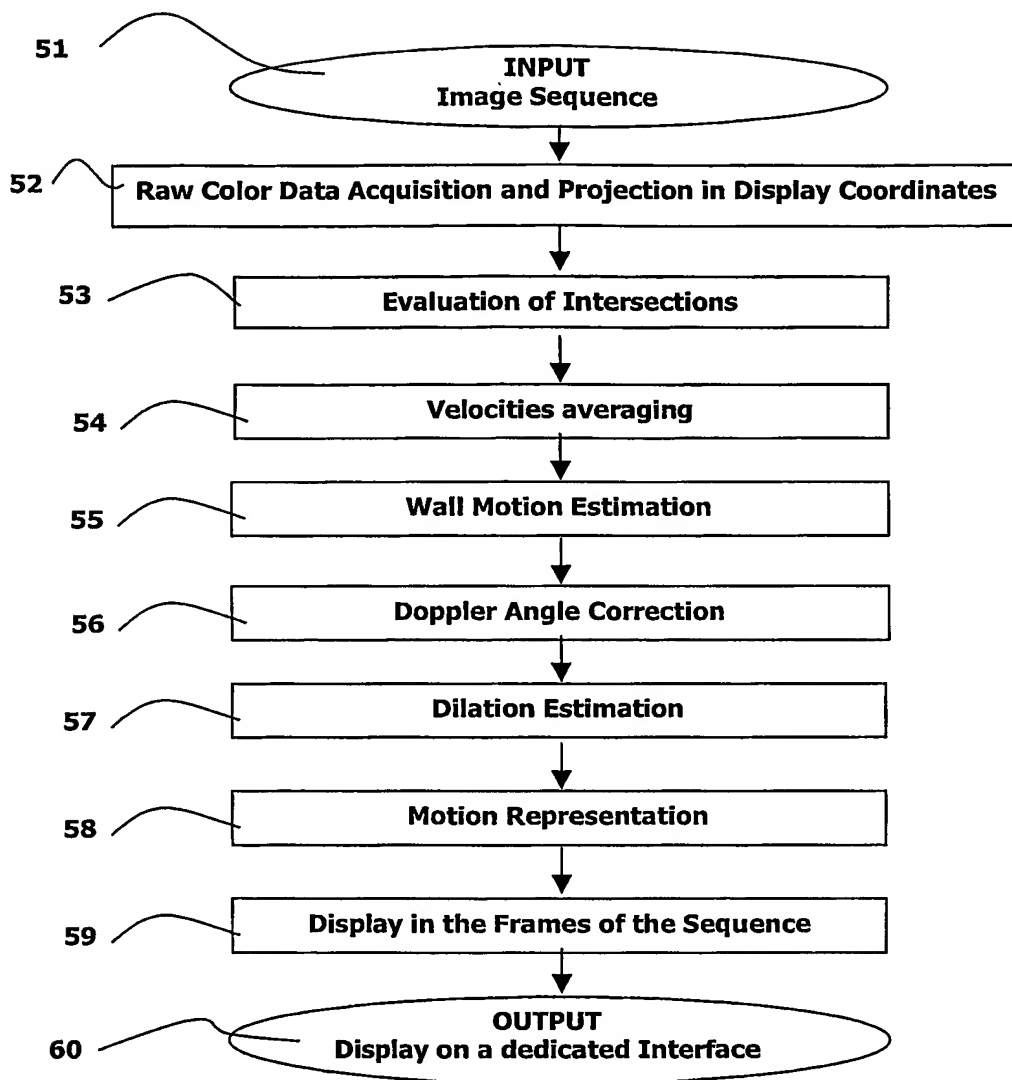 51
INPUT
Image Sequence
52
Raw Color Data Acquisition and Projection in Display Coordinates
53
Evaluation of Intersections
54
Velocities averaging
55
Wall Motion Estimation
56
Doppler Angle Correction
57
Dilation Estimation
58
Motion Representation
59
Display in the Frames of the Sequence
60
OUTPUT
Display on a dedicated Interface